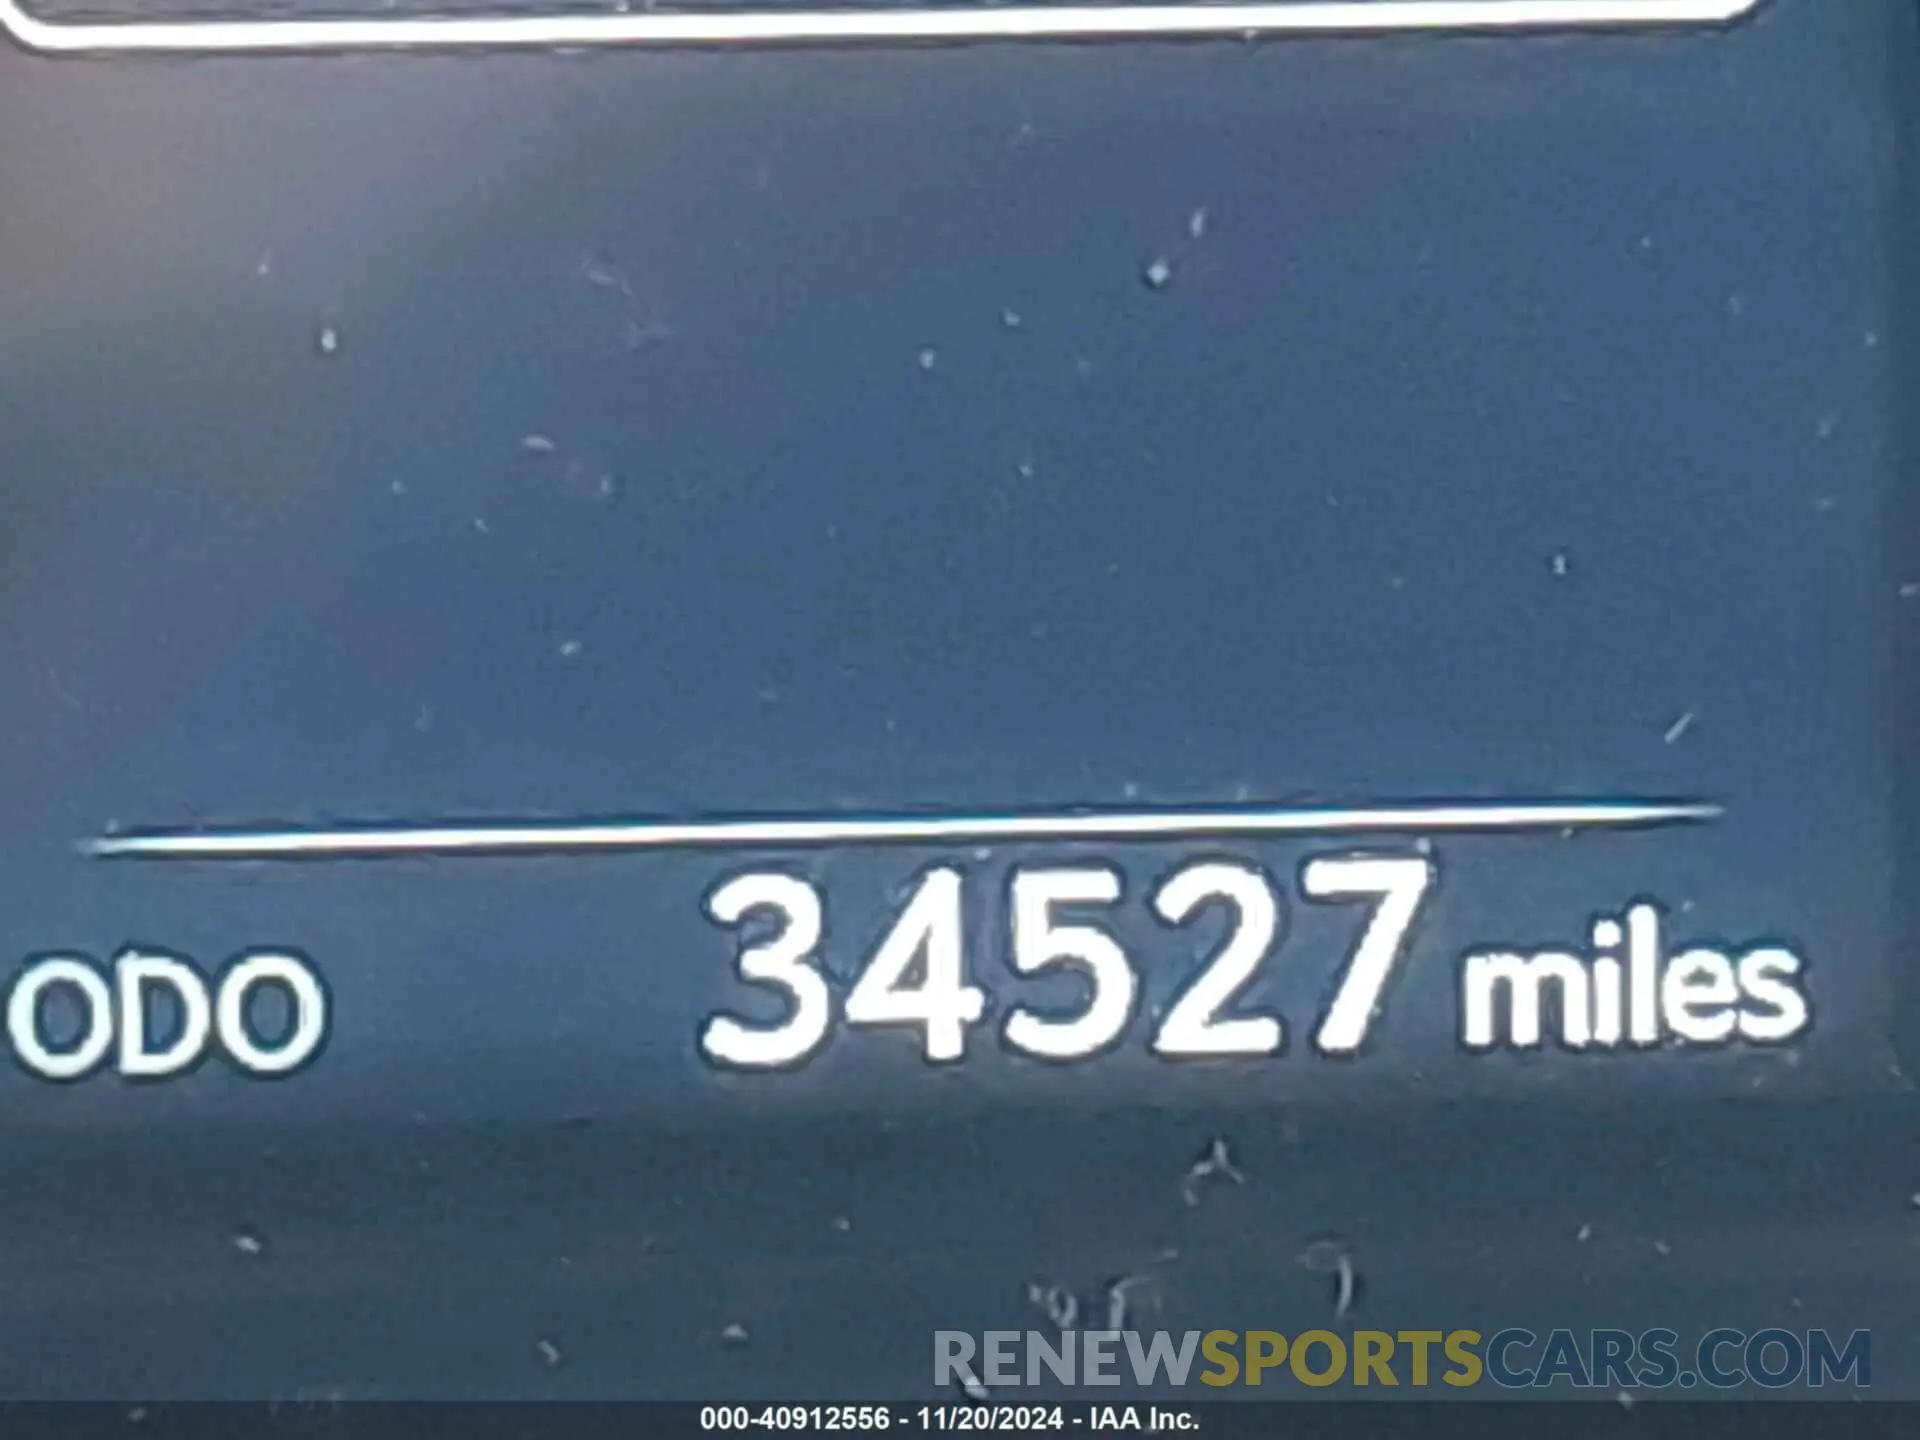 ODO 34527 miles
RENEWSPORTSCARS.COM
000-40912556 - 11/20/2024 - IAA Inc.